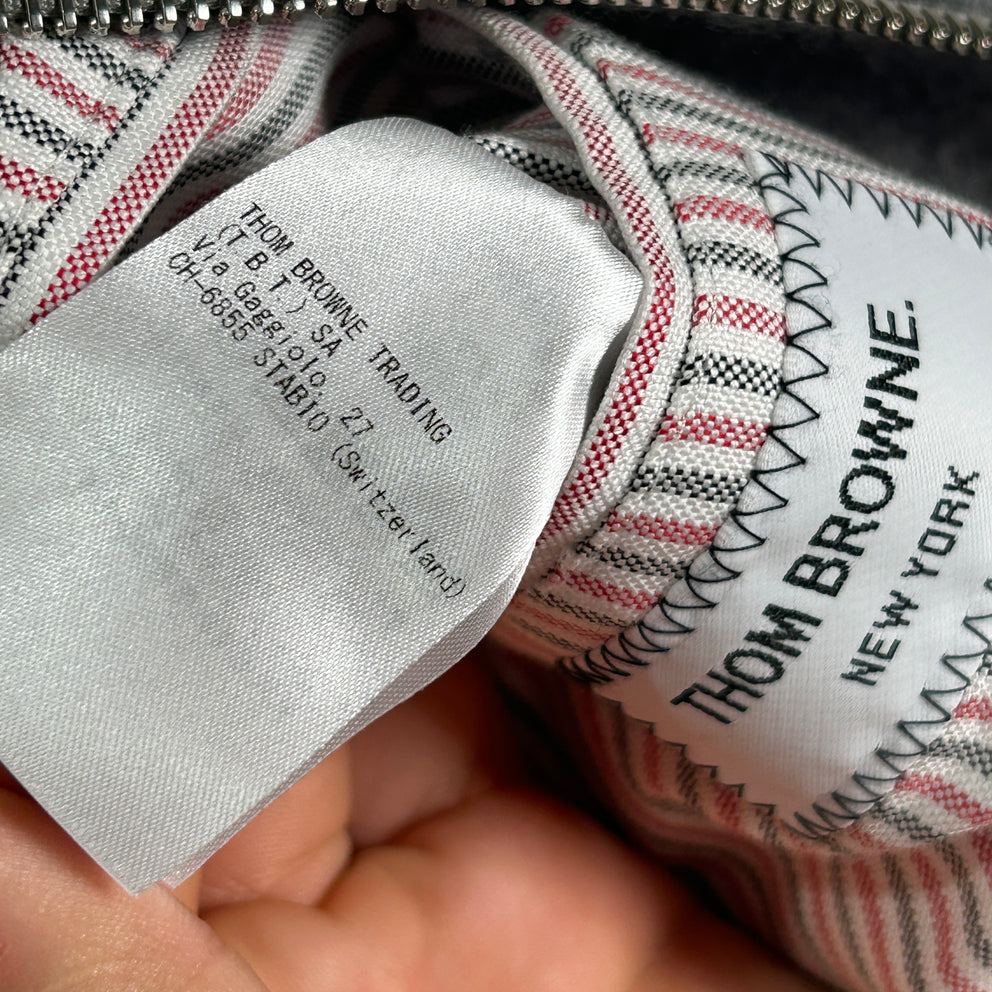 THOM BROWNE TRADING
(T B T) SA
Via Gaggiolo, 27
CH-6855 STABIO (Switzerland)
THOM BROWNE.
NEW YORK